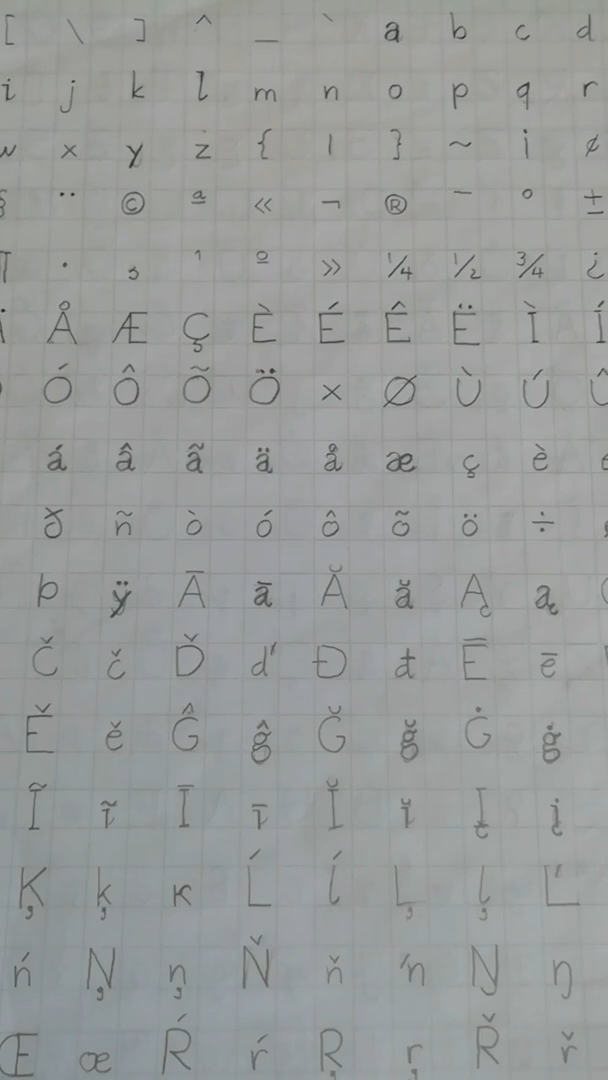 [ \ ] ^ _ ` a b c d
i j k l m n o p q r
w x y z { | } ~ ¡ ¢
§ ¨ © ª « ¬ ® ¯ ° ±
¶ · ¸ ¹ º » ¼ ½ ¾ ¿
Å Æ Ç È É Ê Ë Ì Í
Ó Ô Õ Ö × Ø Ù Ú Û
á â ã ä å æ ç è
ð ñ ò ó ô õ ö ÷
þ ÿ Ā ā Ă ă Ą ą
Č č Ď ď Đ đ Ē ē
Ě ě Ĝ ĝ Ğ ğ Ġ ġ
Ĩ ĩ Ī ī Ĭ ĭ Į į
Ķ ķ ĸ Ĺ ĺ Ļ ļ Ľ
ń Ņ ņ Ň ň ŉ Ŋ ŋ
Œ œ Ŕ ŕ Ŗ ŗ Ř ř